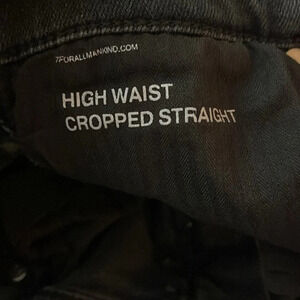 7FORALLMANKIND.COM
HIGH WAIST
CROPPED STRAIGHT